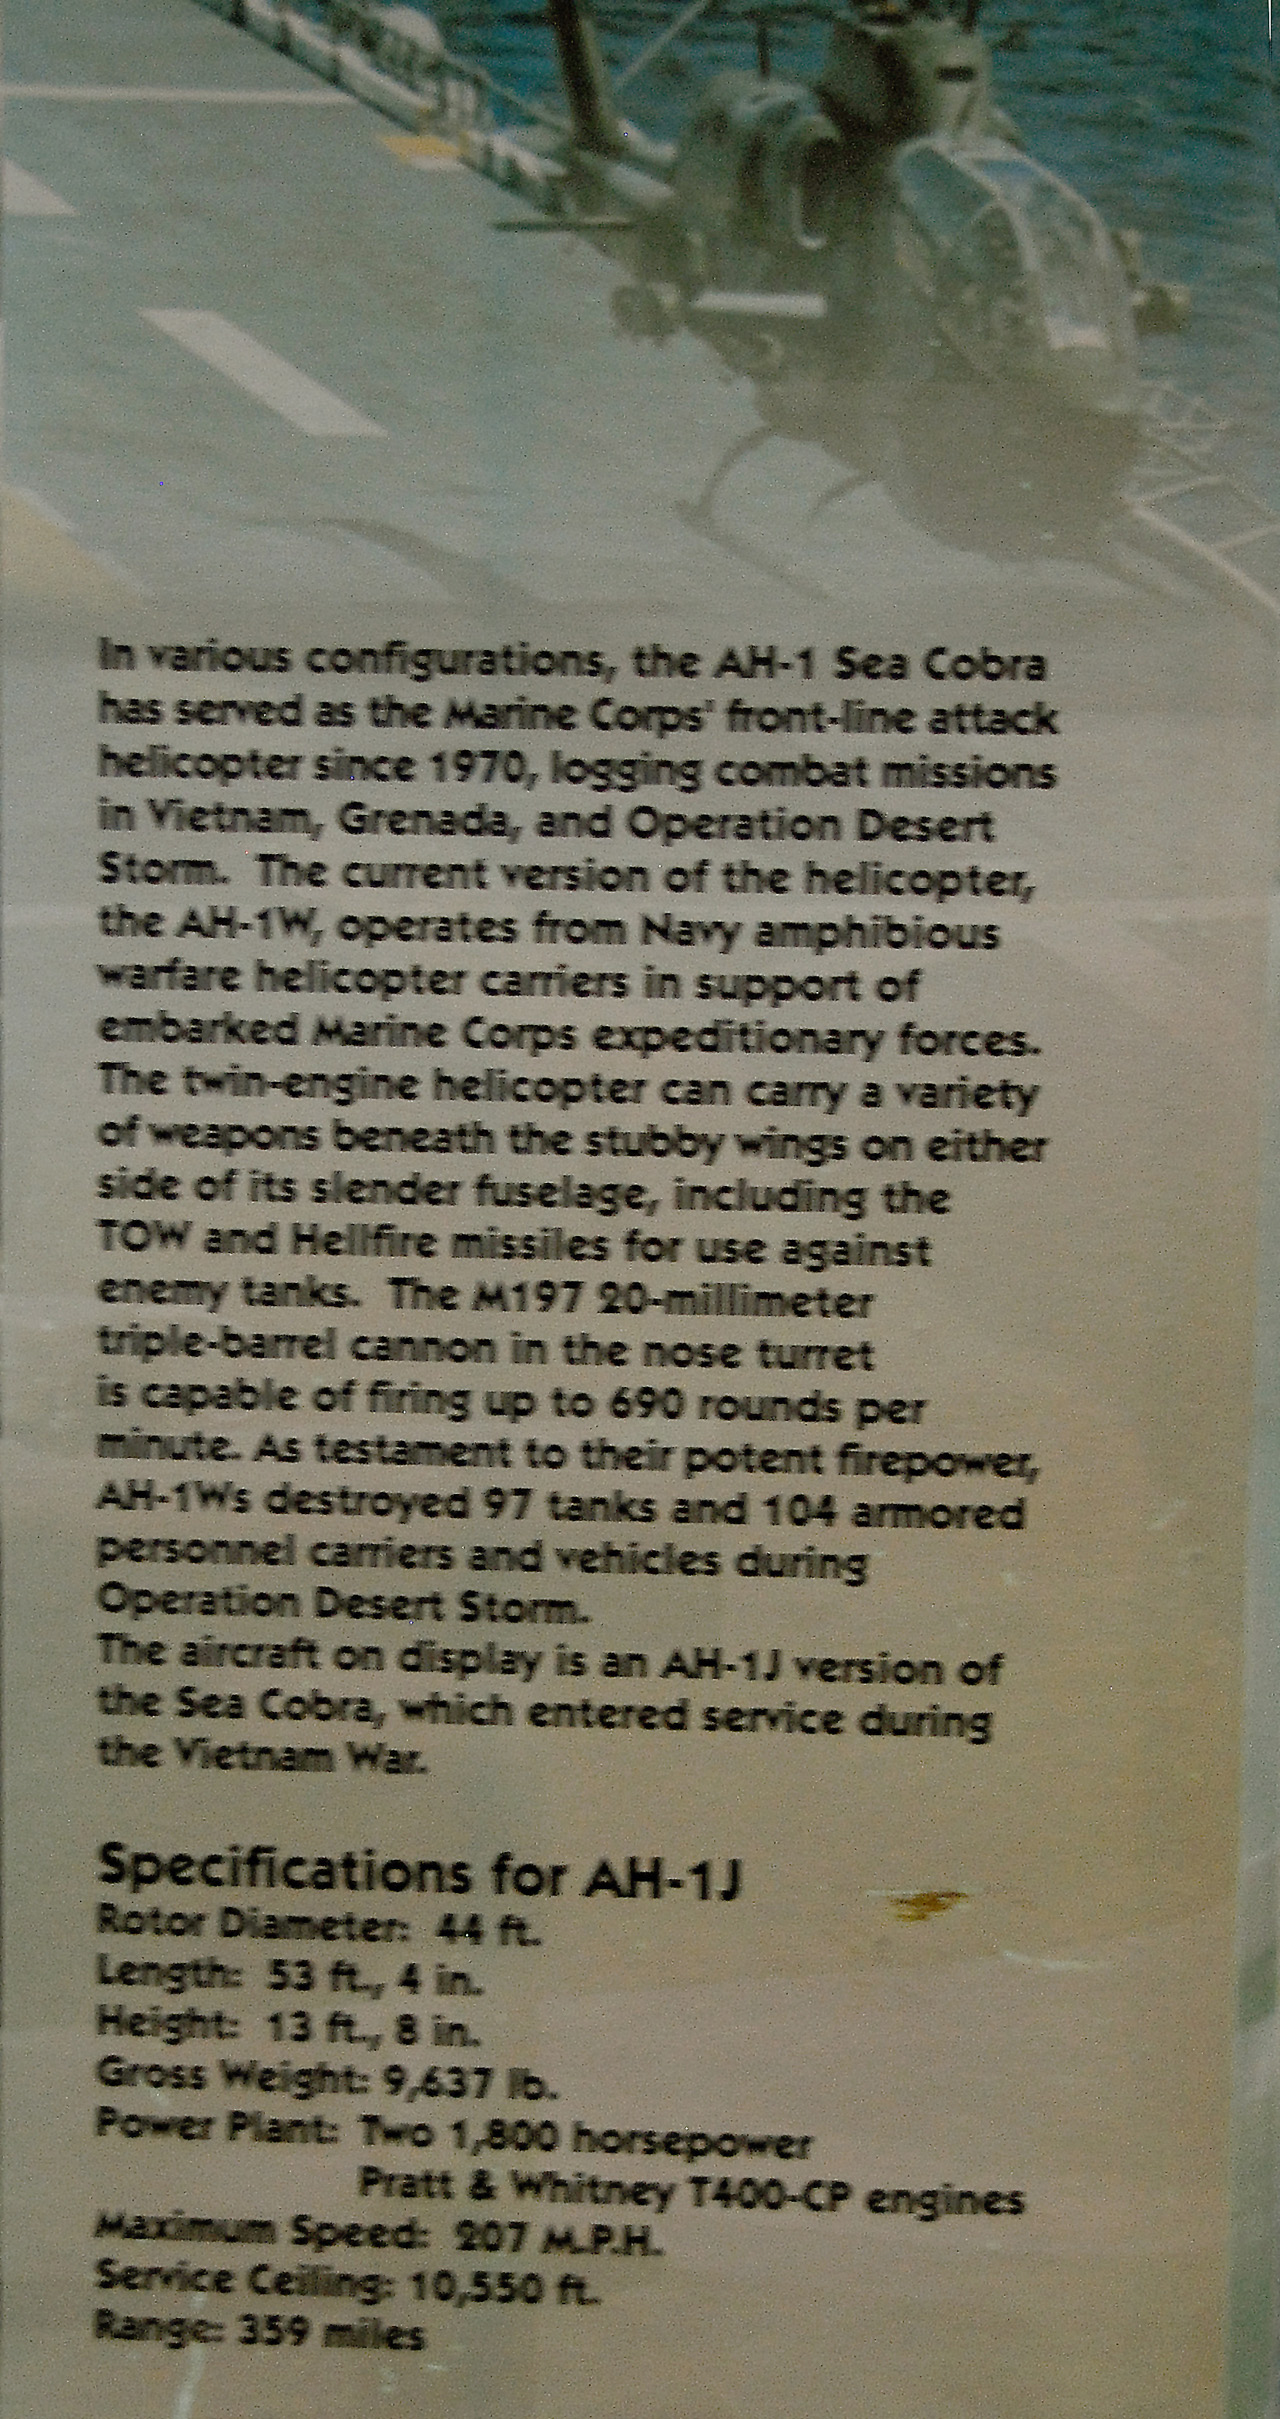 In various configurations, the AH-1 Sea Cobra
has served as the Marine Corps' front-line attack
helicopter since 1970, logging combat missions
in Vietnam, Grenada, and Operation Desert
Storm.  The current version of the helicopter,
the AH-1W, operates from Navy amphibious
warfare helicopter carriers in support of
embarked Marine Corps expeditionary forces.
The twin-engine helicopter can carry a variety
of weapons beneath the stubby wings on either
side of its slender fuselage, including the
TOW and Hellfire missiles for use against
enemy tanks.  The M197 20-millimeter
triple-barrel cannon in the nose turret
is capable of firing up to 690 rounds per
minute. As testament to their potent firepower,
AH-1Ws destroyed 97 tanks and 104 armored
personnel carriers and vehicles during
Operation Desert Storm.
The aircraft on display is an AH-1J version of
the Sea Cobra, which entered service during
the Vietnam War.
Specifications for AH-1J
Rotor Diameter:  44 ft.
Length:  53 ft., 4 in.
Height:  13 ft., 8 in.
Gross Weight: 9,637 lb.
Power Plant:  Two 1,800 horsepower
Pratt & Whitney T400-CP engines
Maximum Speed:  207 M.P.H.
Service Ceiling: 10,550 ft.
Range: 359 miles